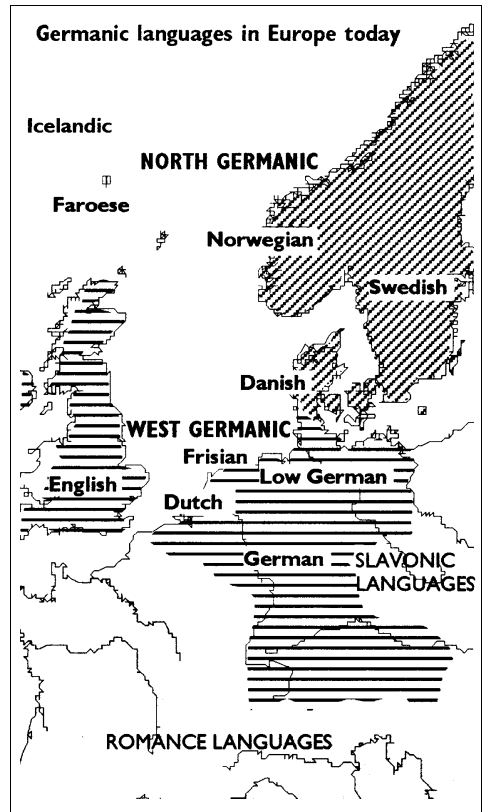 Germanic languages in Europe today
Icelandic
NORTH GERMANIC
Faroese
Norwegian
Swedish
Danish
WEST GERMANIC
Frisian
Low German
English
Dutch
German
SLAVONIC
LANGUAGES
ROMANCE LANGUAGES